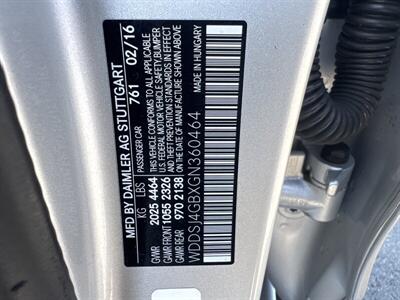 MFD BY DAIMLER AG STUTTGART
KG LBS PASSENGER CAR 761 02/16
2025 4464 THIS VEHICLE CONFORMS TO ALL APPLICABLE
GAWR FRONT 1055 2326 U.S. FEDERAL MOTOR VEHICLE SAFETY BUMPER
AND THEFT PREVENTION STANDARDS IN EFFECT
GAWR REAR 970 2138 ON THE DATE OF MANUFACTURE SHOWN ABOVE
WDDSJ4GBXGN360464 MADE IN HUNGARY